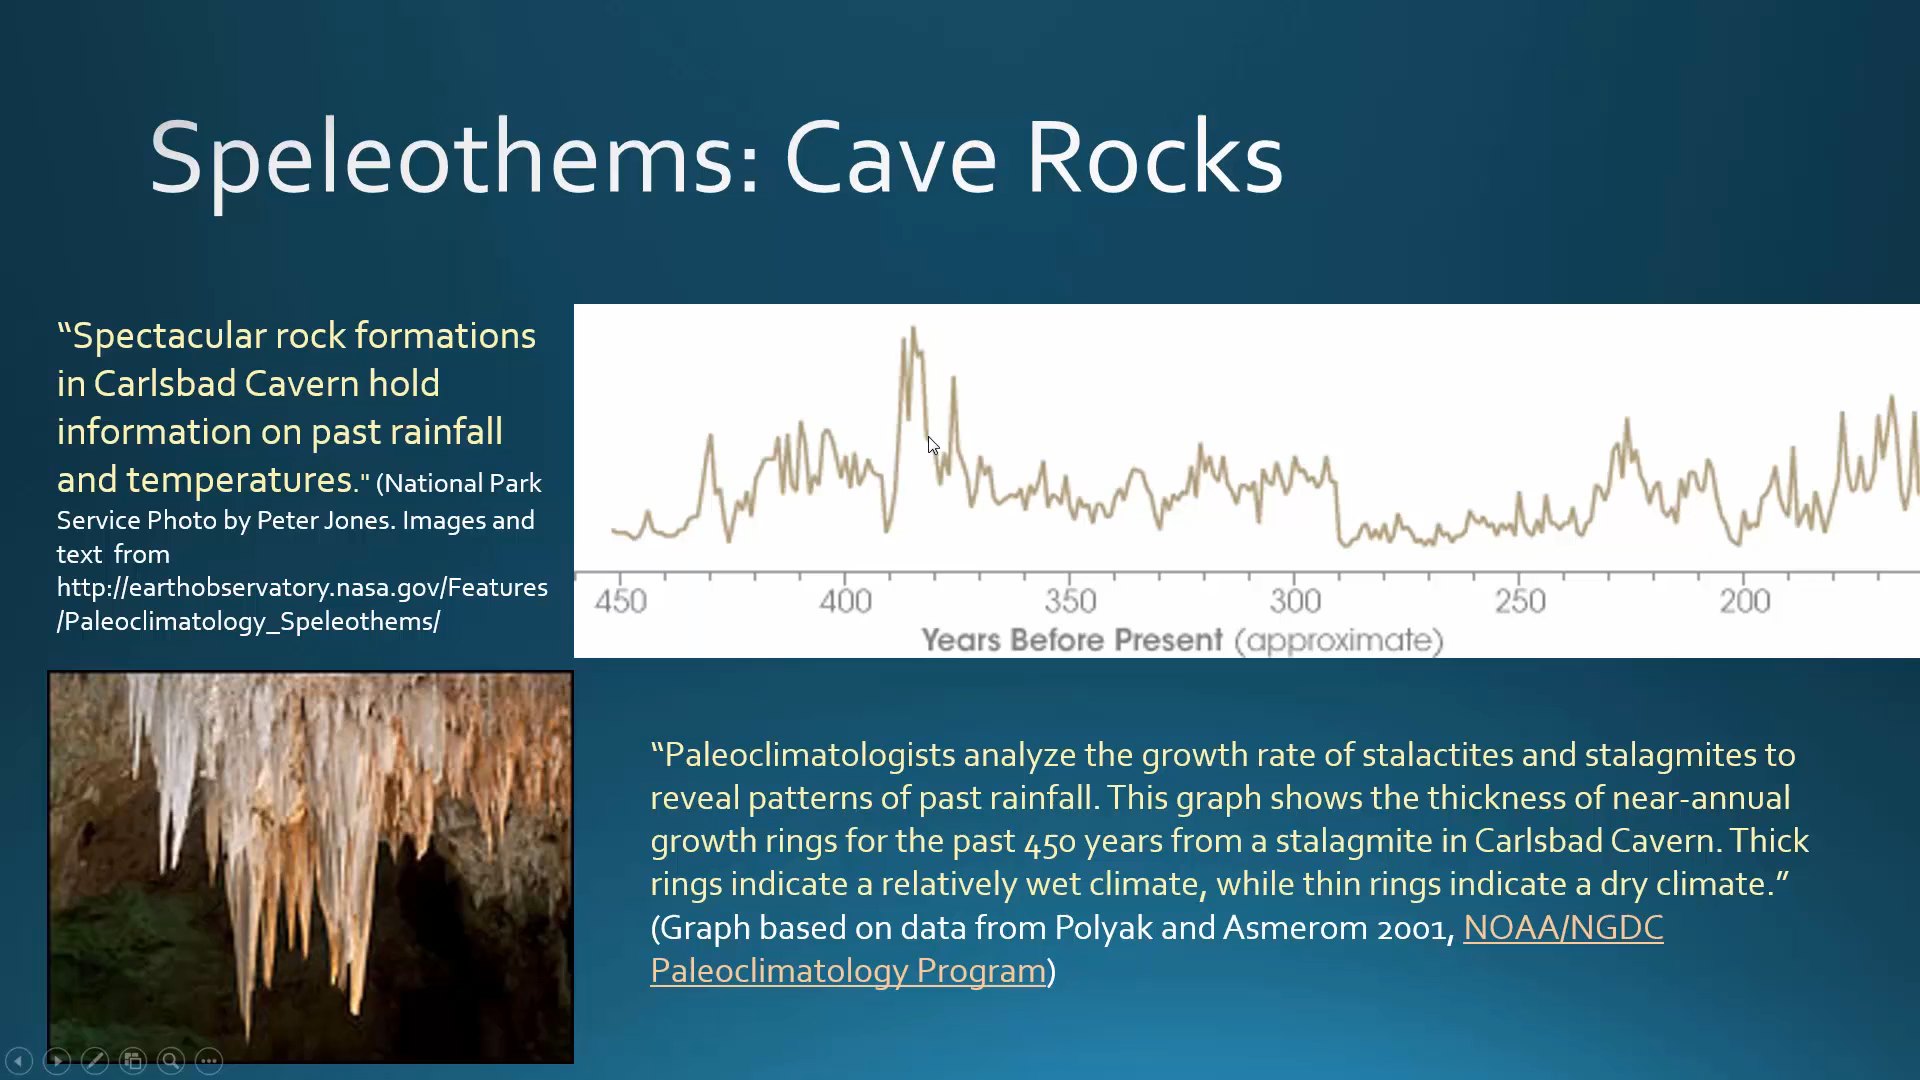 Speleothems: Cave Rocks
“Spectacular rock formations
in Carlsbad Cavern hold
information on past rainfall
and temperatures." (National Park
Service Photo by Peter Jones. Images and
text  from
http://earthobservatory.nasa.gov/Features
/Paleoclimatology_Speleothems/
450 400 350 300 250 200
Years Before Present (approximate)
“Paleoclimatologists analyze the growth rate of stalactites and stalagmites to
reveal patterns of past rainfall. This graph shows the thickness of near-annual
growth rings for the past 450 years from a stalagmite in Carlsbad Cavern. Thick
rings indicate a relatively wet climate, while thin rings indicate a dry climate.”
(Graph based on data from Polyak and Asmerom 2001, NOAA/NGDC
Paleoclimatology Program)